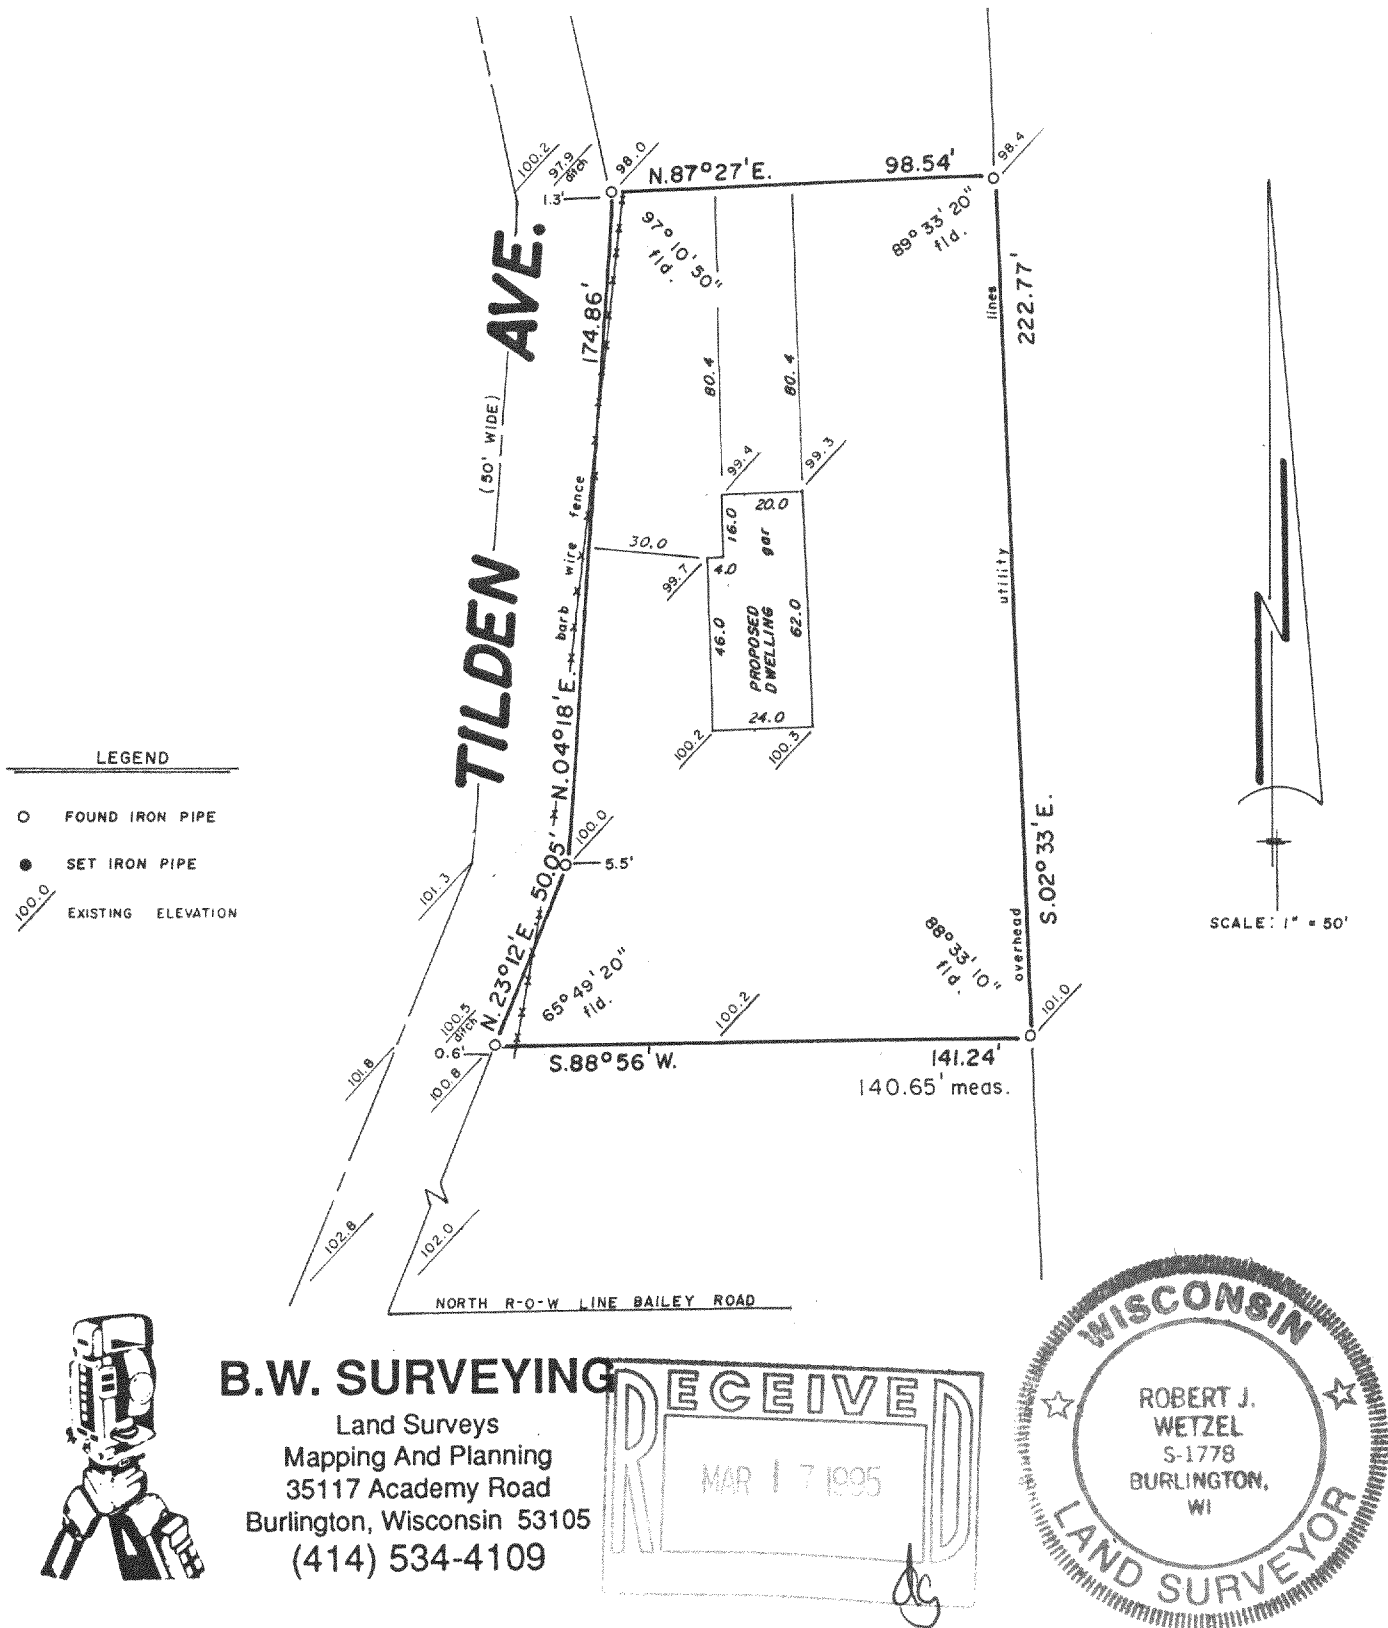 100.2
97.9
ditch
98.0
98.4
N.87°27'E.
98.54'
1.3'
97°10'50"
fld.
89°33'20"
fld.
TILDEN AVE.
(50' WIDE)
174.86'
N.04°18'E.
barb wire fence
80.4
80.4
lines
222.77'
99.4
99.3
20.0
16.0
gar
30.0
4.0
99.7
46.0
PROPOSED
DWELLING
62.0
24.0
100.2
100.3
utility
overhead
S.02°33'E.
LEGEND
FOUND IRON PIPE
SET IRON PIPE
100.0
EXISTING ELEVATION
SCALE: 1" = 50'
100.0
5.5'
101.3
N.23°12'E.
50.05'
65°49'20"
fld.
88°33'10"
fld.
100.5
ditch
0.6'
100.2
101.0
101.8
100.8
S.88°56'W.
141.24'
140.65' meas.
102.8
102.0
NORTH R-O-W LINE BAILEY ROAD
B.W. SURVEYING
Land Surveys
Mapping And Planning
35117 Academy Road
Burlington, Wisconsin 53105
(414) 534-4109
RECEIVED
MAR 17 1995
dg
WISCONSIN
ROBERT J.
WETZEL
S-1778
BURLINGTON,
WI
LAND SURVEYOR